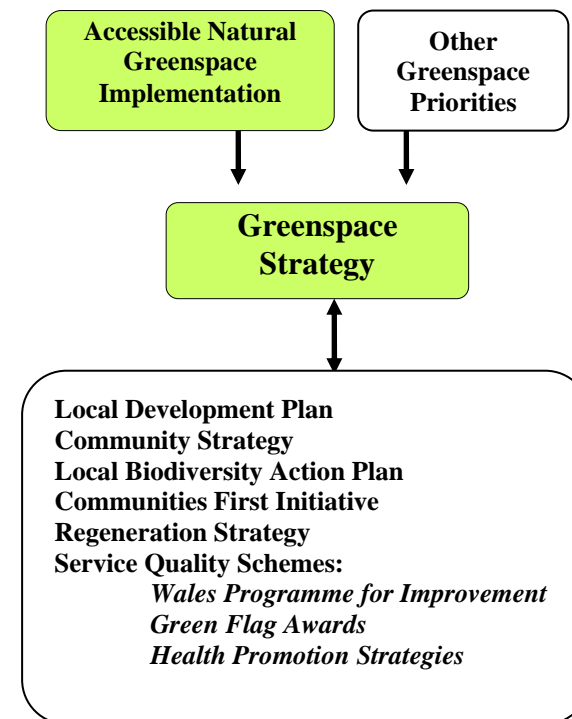 Accessible Natural
Greenspace
Implementation
Other
Greenspace
Priorities
Greenspace
Strategy
Local Development Plan
Community Strategy
Local Biodiversity Action Plan
Communities First Initiative
Regeneration Strategy
Service Quality Schemes:
Wales Programme for Improvement
Green Flag Awards
Health Promotion Strategies